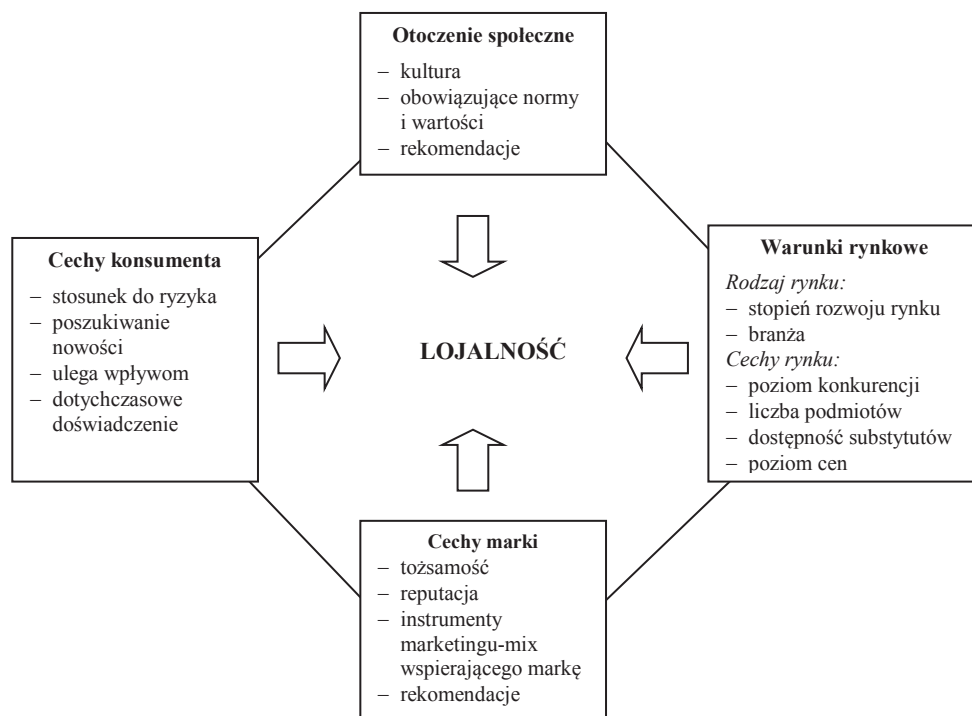 Otoczenie społeczne
– kultura
– obowiązujące normy
i wartości
– rekomendacje
Cechy konsumenta
– stosunek do ryzyka
– poszukiwanie
nowości
– ulega wpływom
– dotychczasowe
doświadczenie
LOJALNOŚĆ
Warunki rynkowe
Rodzaj rynku:
– stopień rozwoju rynku
– branża
Cechy rynku:
– poziom konkurencji
– liczba podmiotów
– dostępność substytutów
– poziom cen
Cechy marki
– tożsamość
– reputacja
– instrumenty
marketingu-mix
wspierającego markę
– rekomendacje